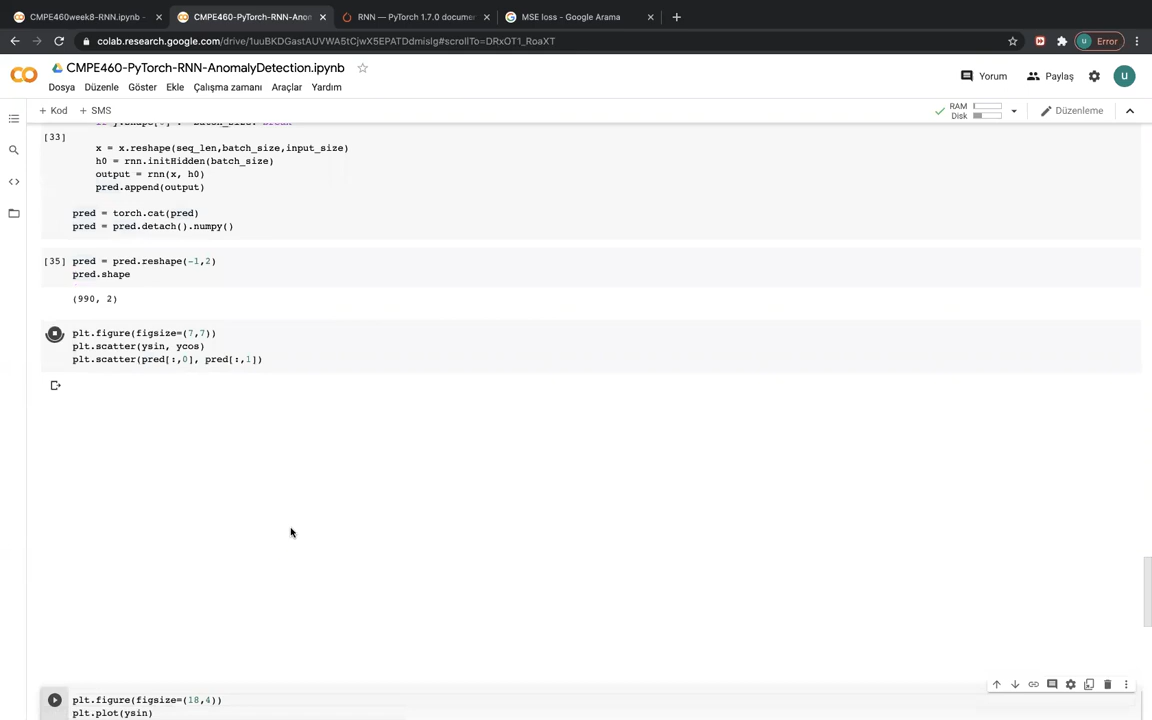 CMPE460week8-RNN.ipynb - 
CMPE460-PyTorch-RNN-Anon
RNN — PyTorch 1.7.0 documen
MSE loss - Google Arama
colab.research.google.com/drive/1uuBKDGastAUVWA5tCjwX5EPATDdmislg#scrollTo=DRxOT1_RoaXT
Error
CMPE460-PyTorch-RNN-AnomalyDetection.ipynb
Dosya Düzenle Göster Ekle Çalışma zamanı Araçlar Yardım
Yorum
Paylaş
u
+ Kod + SMS
RAM
Disk
Düzenleme
[33]
x = x.reshape(seq_len,batch_size,input_size)
h0 = rnn.initHidden(batch_size)
output = rnn(x, h0)
pred.append(output)
pred = torch.cat(pred)
pred = pred.detach().numpy()
[35] pred = pred.reshape(-1,2)
pred.shape
(990, 2)
plt.figure(figsize=(7,7))
plt.scatter(ysin, ycos)
plt.scatter(pred[:,0], pred[:,1])
plt.figure(figsize=(18,4))
plt.plot(ysin)